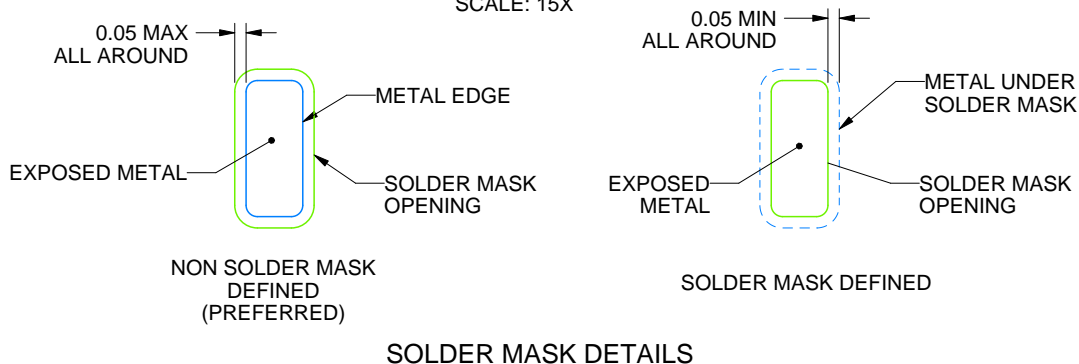 SCALE: 15X
0.05 MAX
ALL AROUND
METAL EDGE
EXPOSED METAL
SOLDER MASK
OPENING
NON SOLDER MASK
DEFINED
(PREFERRED)
0.05 MIN
ALL AROUND
METAL UNDER
SOLDER MASK
EXPOSED
METAL
SOLDER MASK
OPENING
SOLDER MASK DEFINED
SOLDER MASK DETAILS